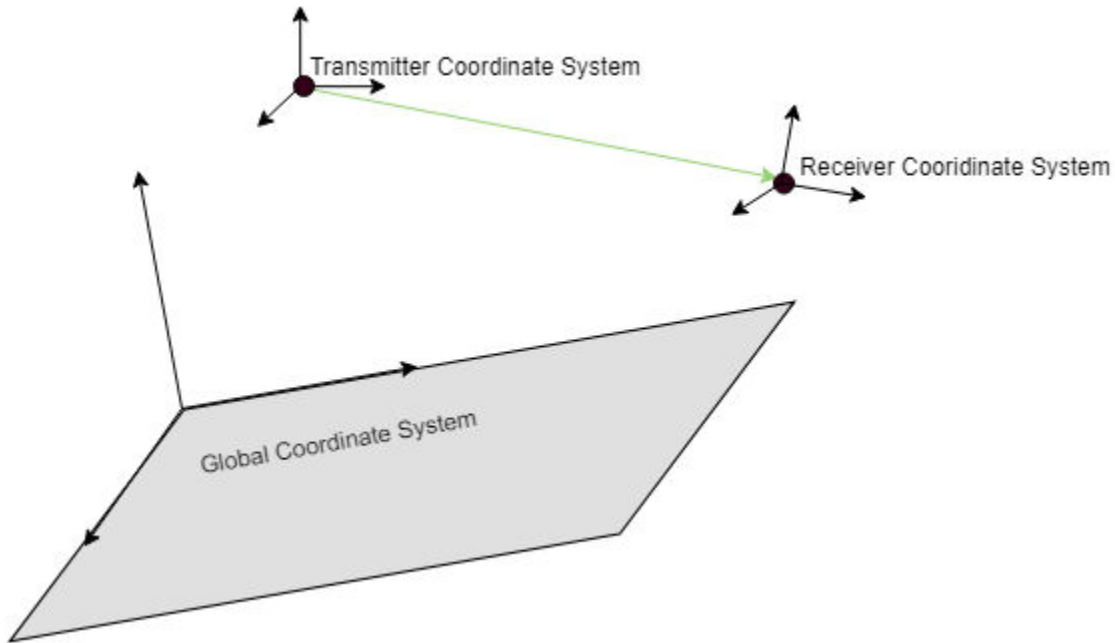 Transmitter Coordinate System
Receiver Cooridinate System
Global Coordinate System